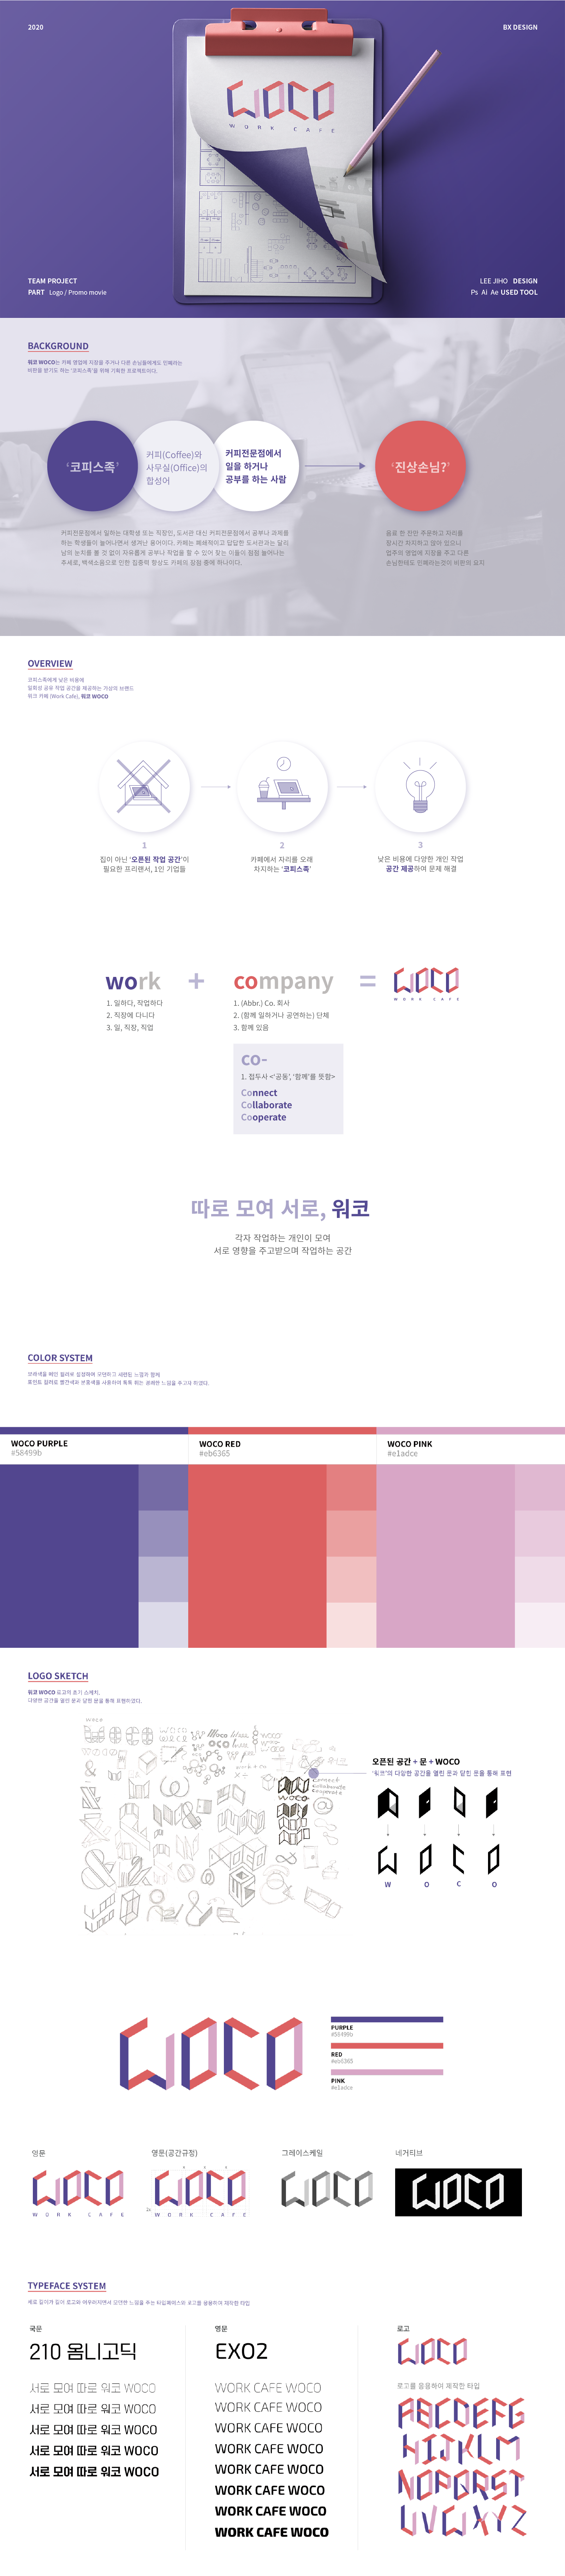 2020
BX DESIGN
WOCO
WORK CAFE
TEAM PROJECT
PART Logo / Promo movie
LEE JIHO DESIGN
Ps Ai Ae USED TOOL
BACKGROUND
워코 WOCO는 카페 영업에 지장을 주거나 다른 손님들에게도 민폐라는
비판을 받기도 하는 '코피스족'을 위해 기획한 프로젝트이다.
'코피스족'
커피(Coffee)와
사무실(Office)의
합성어
커피전문점에서
일을 하거나
공부를 하는 사람
'진상손님?'
커피전문점에서 일하는 대학생 또는 직장인, 도서관 대신 커피전문점에서 공부나 과제를
하는 학생들이 늘어나면서 생겨난 용어이다. 카페는 폐쇄적이고 답답한 도서관과는 달리
남의 눈치를 볼 것 없이 자유롭게 공부나 작업을 할 수 있어 찾는 이들이 점점 늘어나는
추세로, 백색소음으로 인한 집중력 향상도 카페의 장점 중에 하나이다.
음료 한 잔만 주문하고 자리를
장시간 차지하고 앉아 있으니
업주의 영업에 지장을 주고 다른
손님한테도 민폐라는것이 비판의 요지
OVERVIEW
코피스족에게 낮은 비용에
일회성 공유 작업 공간을 제공하는 가상의 브랜드
워크 카페 (Work Cafe), 워코 WOCO
1
집이 아닌 '오픈된 작업 공간'이
필요한 프리랜서, 1인 기업들
2
카페에서 자리를 오래
차지하는 '코피스족'
3
낮은 비용에 다양한 개인 작업
공간 제공하여 문제 해결
work + company = WOCO
WORK CAFE
1. 일하다, 작업하다
2. 직장에 다니다
3. 일, 직장, 직업
1. (Abbr.) Co. 회사
2. (함께 일하거나 공연하는) 단체
3. 함께 있음
co-
1. 접두사 <'공동', '함께'를 뜻함>
Connect
Collaborate
Cooperate
따로 모여 서로, 워코
각자 작업하는 개인이 모여
서로 영향을 주고받으며 작업하는 공간
COLOR SYSTEM
보라색을 메인 컬러로 설정하여 모던하고 세련된 느낌과 함께
포인트 컬러로 빨간색과 분홍색을 사용하여 톡톡 튀는 경쾌한 느낌을 주고자 하였다.
WOCO PURPLE
#58499b
WOCO RED
#eb6365
WOCO PINK
#e1adce
LOGO SKETCH
워코 WOCO 로고의 초기 스케치,
다양한 공간을 열린 문과 닫힌 문을 통해 표현하였다.
woco
Connect
Collaborate
Cooperate
오픈된 공간 + 문 + WOCO
'워코'의 다양한 공간을 열린 문과 닫힌 문을 통해 표현
W O C O
WOCO
PURPLE
#58499b
RED
#eb6365
PINK
#e1adce
영문
영문(공간규정)
그레이스케일
네거티브
WOCO
WORK CAFE
WOCO
WORK CAFE
WOCO
WOCO
TYPEFACE SYSTEM
세로 길이가 길어 로고와 어우러지면서 모던한 느낌을 주는 타입페이스와 로고를 응용하여 제작한 타입
국문
210 옴니고딕
서로 모여 따로 워코 WOCO
서로 모여 따로 워코 WOCO
서로 모여 따로 워코 WOCO
서로 모여 따로 워코 WOCO
서로 모여 따로 워코 WOCO
영문
EXO2
WORK CAFE WOCO
WORK CAFE WOCO
WORK CAFE WOCO
WORK CAFE WOCO
WORK CAFE WOCO
WORK CAFE WOCO
WORK CAFE WOCO
WORK CAFE WOCO
로고
WOCO
로고를 응용하여 제작한 타입
ABCDEFG
HIJKLM
NOPQRST
UVWXYZ